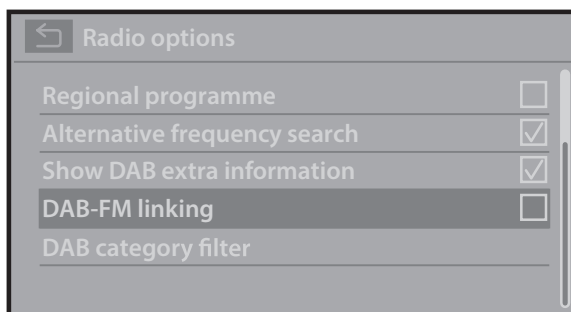 Radio options
Regional programme
Alternative frequency search
Show DAB extra information
DAB-FM linking
DAB category filter